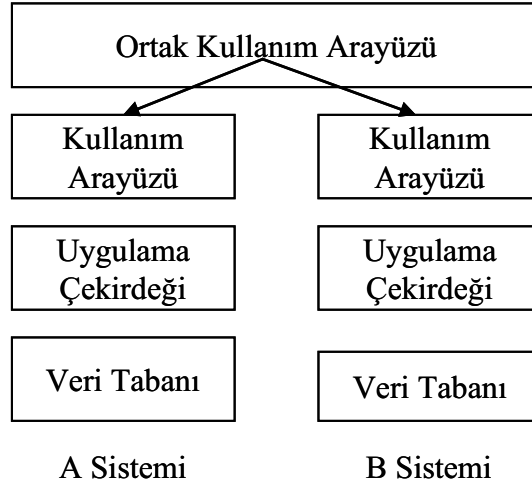 Ortak Kullanım Arayüzü
Kullanım
Arayüzü
Kullanım
Arayüzü
Uygulama
Çekirdeği
Uygulama
Çekirdeği
Veri Tabanı
Veri Tabanı
A Sistemi
B Sistemi